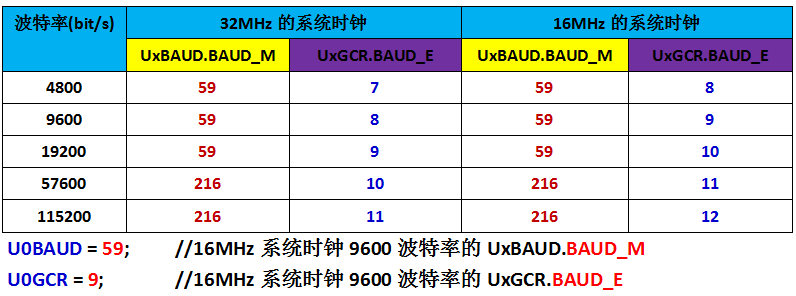 波特率(bit/s) 32MHz 的系统时钟 16MHz 的系统时钟
UxBAUD.BAUD_M UxGCR.BAUD_E UxBAUD.BAUD_M UxGCR.BAUD_E
4800 59 7 59 8
9600 59 8 59 9
19200 59 9 59 10
57600 216 10 216 11
115200 216 11 216 12
U0BAUD = 59; //16MHz 系统时钟 9600 波特率的 UxBAUD.BAUD_M
U0GCR = 9; //16MHz 系统时钟 9600 波特率的 UxGCR.BAUD_E